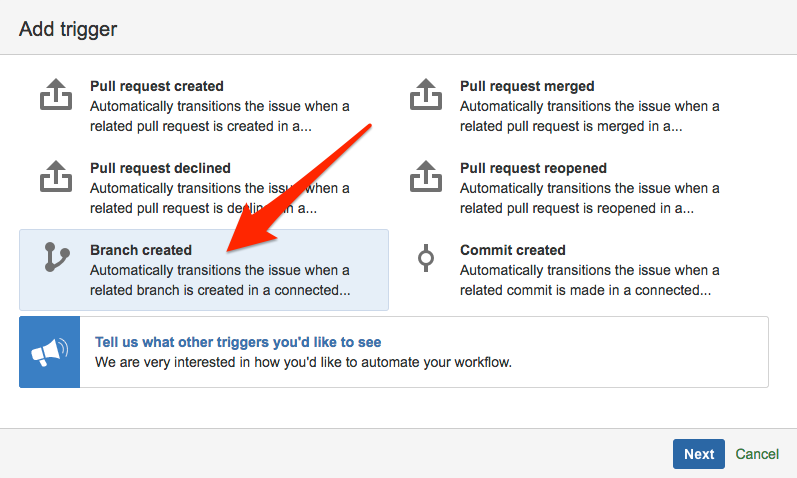 Add trigger
Pull request created
Automatically transitions the issue when a
related pull request is created in a...
Pull request merged
Automatically transitions the issue when a
related pull request is merged in a...
Pull request declined
Automatically transitions the issue when a
related pull request is declined in a...
Pull request reopened
Automatically transitions the issue when a
related pull request is reopened in a...
Branch created
Automatically transitions the issue when a
related branch is created in a connected...
Commit created
Automatically transitions the issue when a
related commit is made in a connected...
Tell us what other triggers you'd like to see
We are very interested in how you'd like to automate your workflow.
Next
Cancel